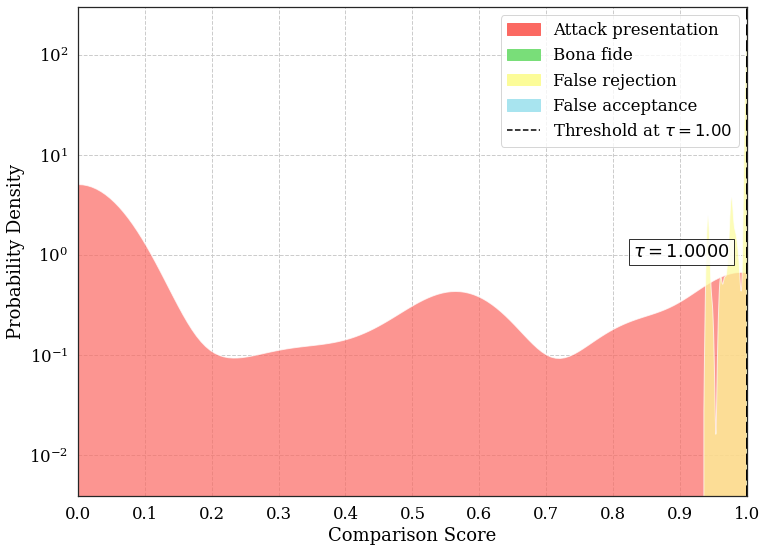 Attack presentation
Bona fide
False rejection
False acceptance
Threshold at τ = 1.00
τ = 1.0000
Probability Density
10²
10¹
10⁰
10⁻¹
10⁻²
0.0 0.1 0.2 0.3 0.4 0.5 0.6 0.7 0.8 0.9 1.0
Comparison Score